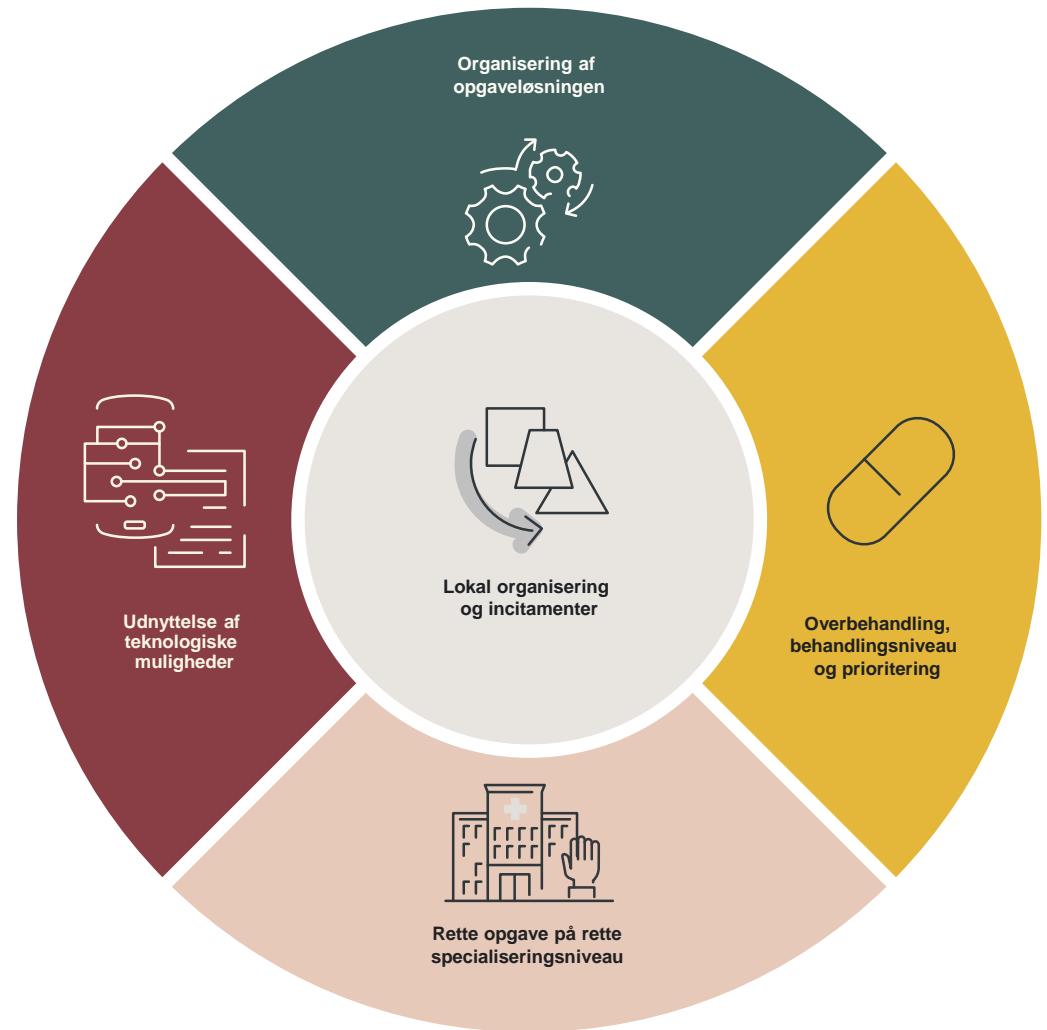 Organisering af
opgaveløsningen
Udnyttelse af
teknologiske
muligheder
Lokal organisering
og incitamenter
Overbehandling,
behandlingsniveau
og prioritering
Rette opgave på rette
specialiseringsniveau